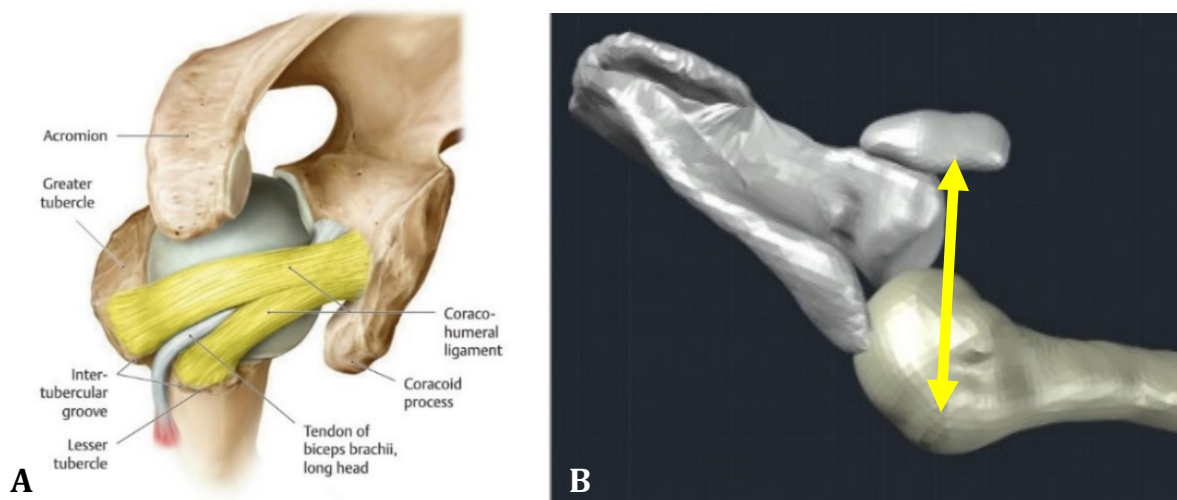 Acromion
Greater
tubercle
Inter-
tubercular
groove
Lesser
tubercle
Tendon of
biceps brachii,
long head
Coraco-
humeral
ligament
Coracoid
process
A
B